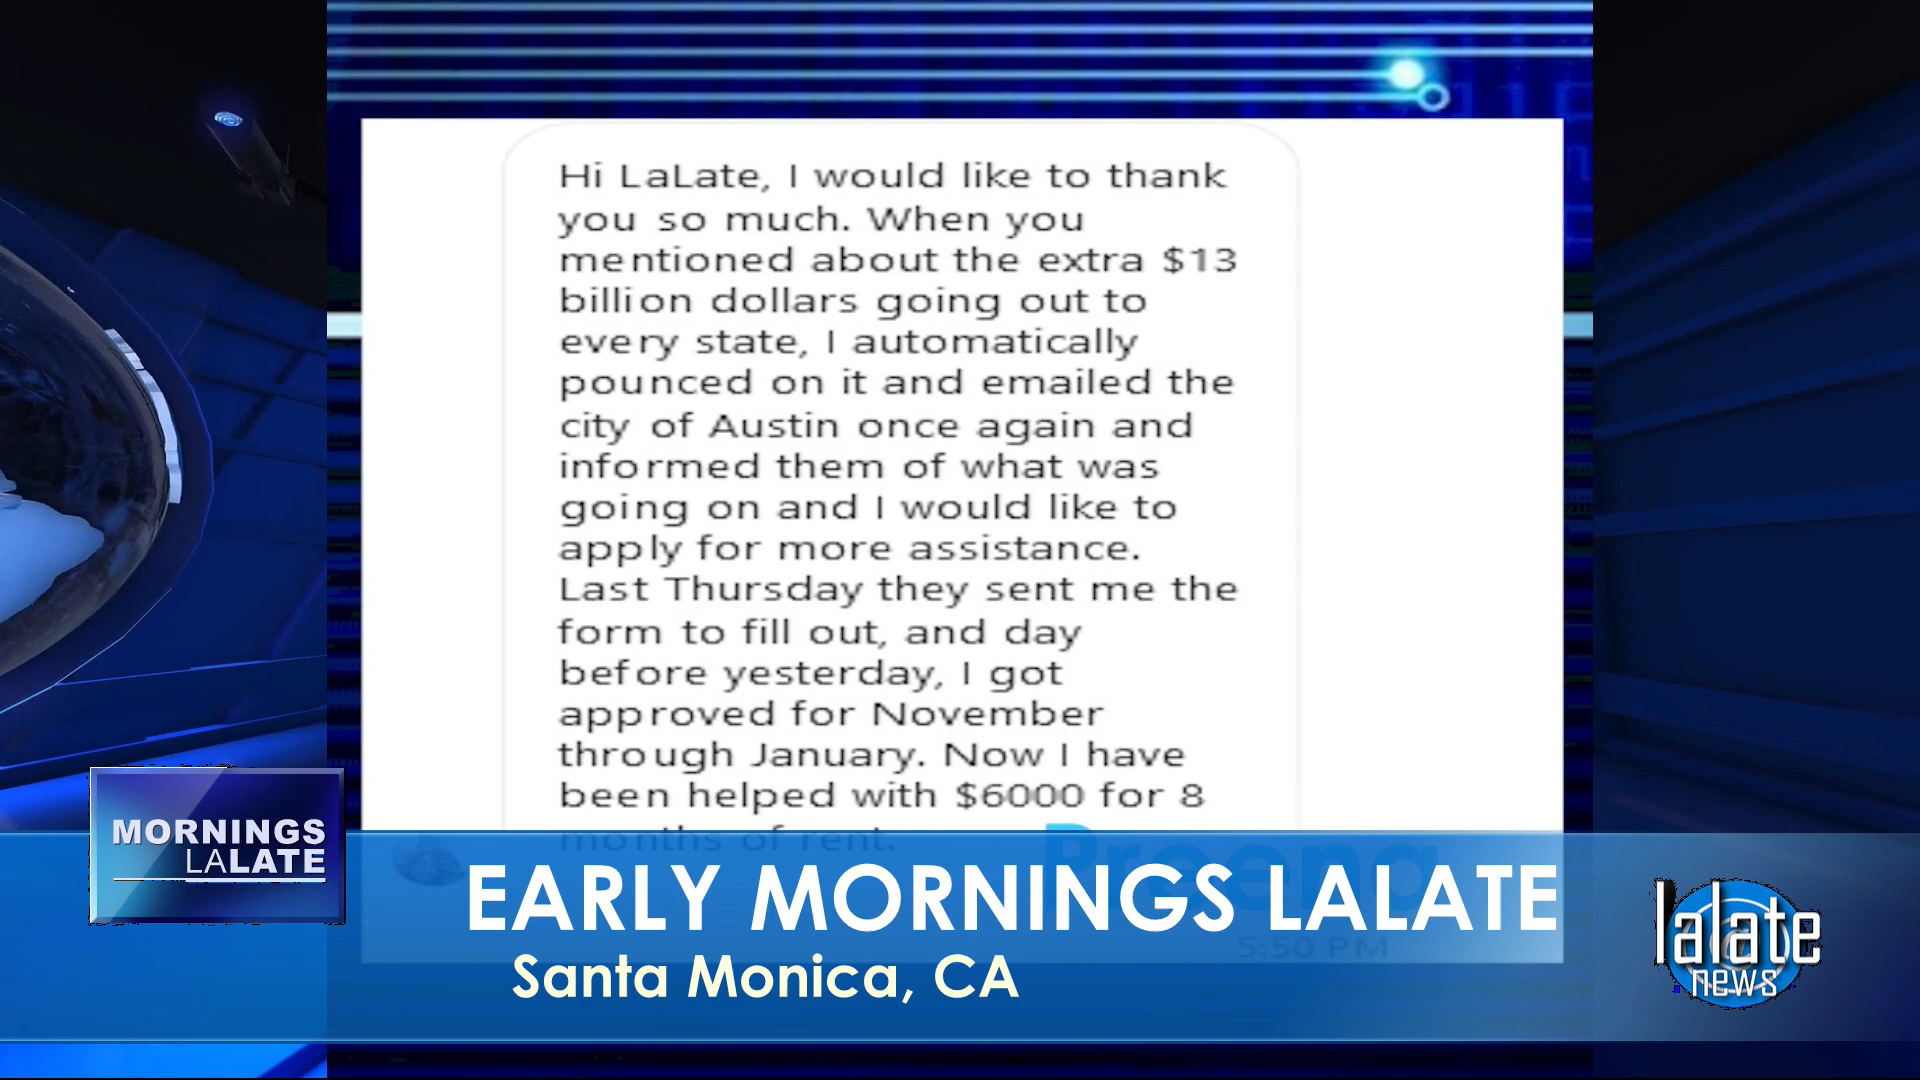 Hi LaLate, I would like to thank
you so much. When you
mentioned about the extra $13
billion dollars going out to
every state, I automatically
pounced on it and emailed the
city of Austin once again and
informed them of what was
going on and I would like to
apply for more assistance.
Last Thursday they sent me the
form to fill out, and day
before yesterday, I got
approved for November
through January. Now I have
been helped with $6000 for 8
months of rent.
5:50 PM
MORNINGS
LALATE
EARLY MORNINGS LALATE
Santa Monica, CA
lalate
news